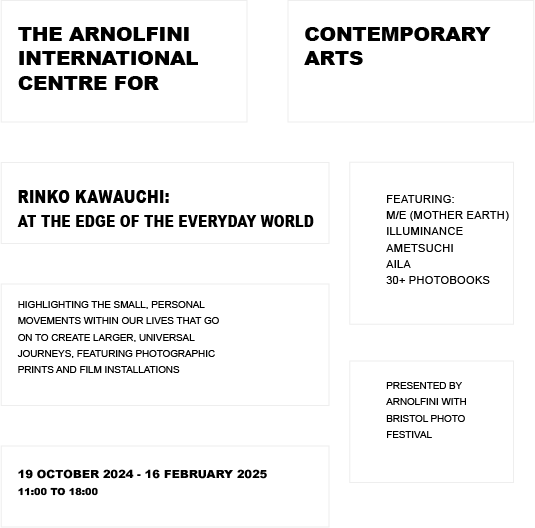 THE ARNOLFINI
INTERNATIONAL
CENTRE FOR
CONTEMPORARY
ARTS
RINKO KAWAUCHI:
AT THE EDGE OF THE EVERYDAY WORLD
FEATURING:
M/E (MOTHER EARTH)
ILLUMINANCE
AMETSUCHI
AILA
30+ PHOTOBOOKS
HIGHLIGHTING THE SMALL, PERSONAL
MOVEMENTS WITHIN OUR LIVES THAT GO
ON TO CREATE LARGER, UNIVERSAL
JOURNEYS, FEATURING PHOTOGRAPHIC
PRINTS AND FILM INSTALLATIONS
PRESENTED BY
ARNOLFINI WITH
BRISTOL PHOTO
FESTIVAL
19 OCTOBER 2024 - 16 FEBRUARY 2025
11:00 TO 18:00